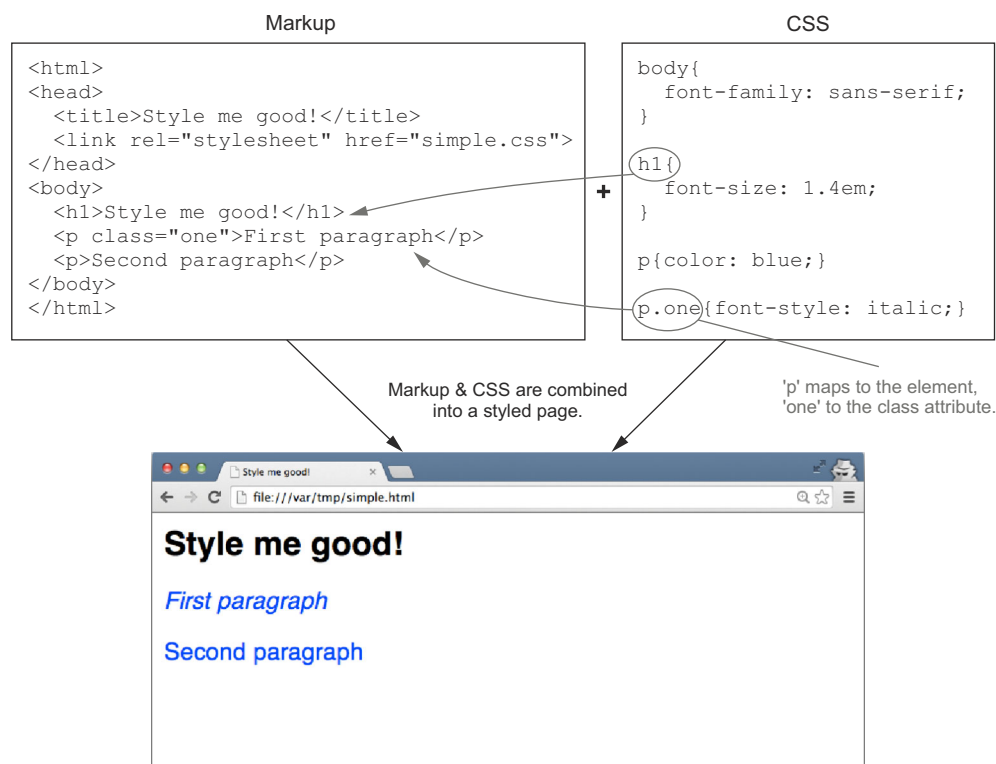 Markup
<html>
<head>
<title>Style me good!</title>
<link rel="stylesheet" href="simple.css">
</head>
<body>
<h1>Style me good!</h1>
<p class="one">First paragraph</p>
<p>Second paragraph</p>
</body>
</html>
+
CSS
body{
font-family: sans-serif;
}
h1{
font-size: 1.4em;
}
p{color: blue;}
p.one{font-style: italic;}
Markup & CSS are combined
into a styled page.
'p' maps to the element,
'one' to the class attribute.
Style me good!
file:///var/tmp/simple.html
Style me good!
First paragraph
Second paragraph